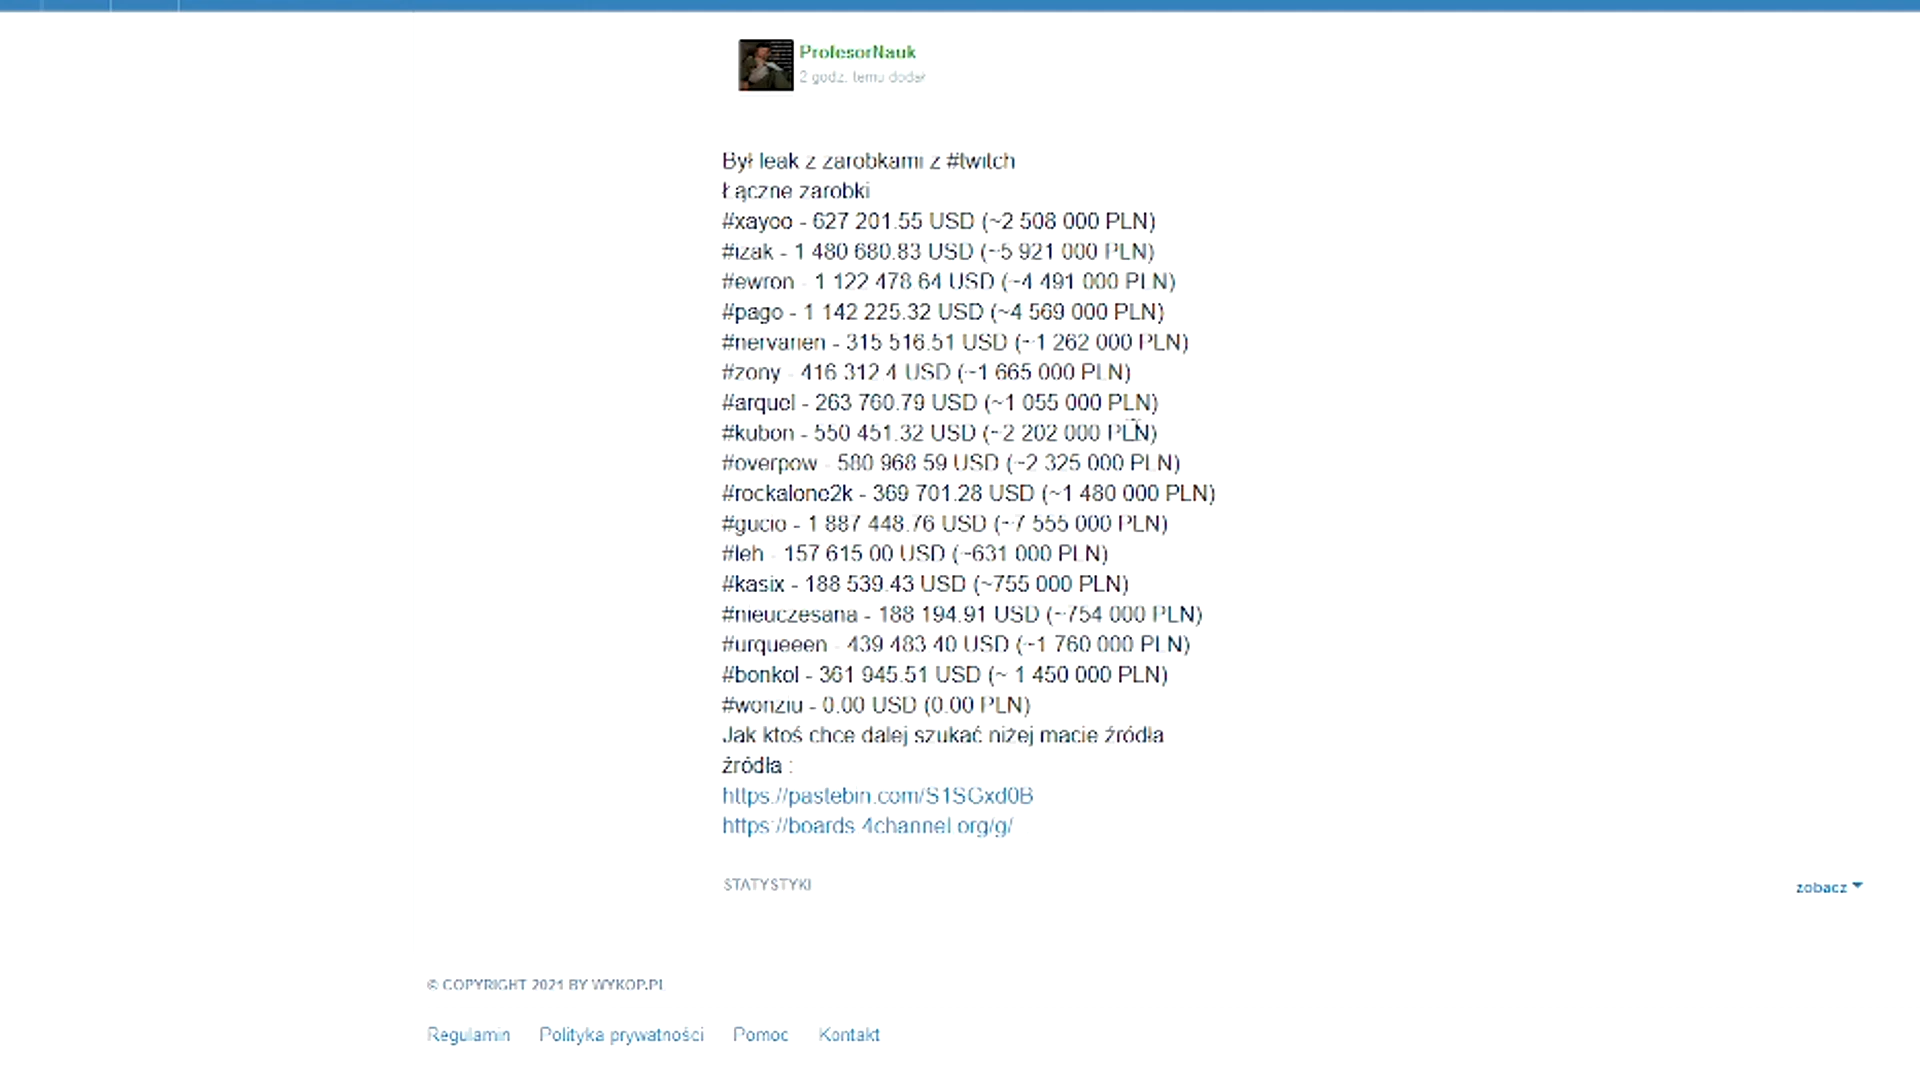 ProfesorNauk
2 godz. temu dodał
Był leak z zarobkami z #twitch
Łączne zarobki
#xayoo - 627 201.55 USD (~2 508 000 PLN)
#izak - 1 480 680.83 USD (~5 921 000 PLN)
#ewron - 1 122 478.64 USD (~4 491 000 PLN)
#pago - 1 142 225.32 USD (~4 569 000 PLN)
#nervarien - 315 516.51 USD (~ 1 262 000 PLN)
#zony - 416 312.4 USD (~1 665 000 PLN)
#arquel - 263 760.79 USD (~1 055 000 PLN)
#kubon - 550 451.32 USD (~2 202 000 PLN)
#overpow - 580 968.59 USD (~2 325 000 PLN)
#rockalone2k - 369 701.28 USD (~1 480 000 PLN)
#gucio - 1 887 448.76 USD (~7 555 000 PLN)
#leh - 157 615.00 USD (~631 000 PLN)
#kasix - 188 539.43 USD (~755 000 PLN)
#nieuczesana - 188 194.91 USD (~754 000 PLN)
#urqueeen - 439 483.40 USD (~1 760 000 PLN)
#bonkol - 361 945.51 USD (~ 1 450 000 PLN)
#wonziu - 0.00 USD (0.00 PLN)
Jak ktoś chce dalej szukać niżej macie źródła
źródła :
https://pastebin.com/S1SGxd0B
https://boards.4channel.org/g/
STATYSTYKI
zobacz
© COPYRIGHT 2021 BY WYKOP.PL
Regulamin Polityka prywatności Pomoc Kontakt